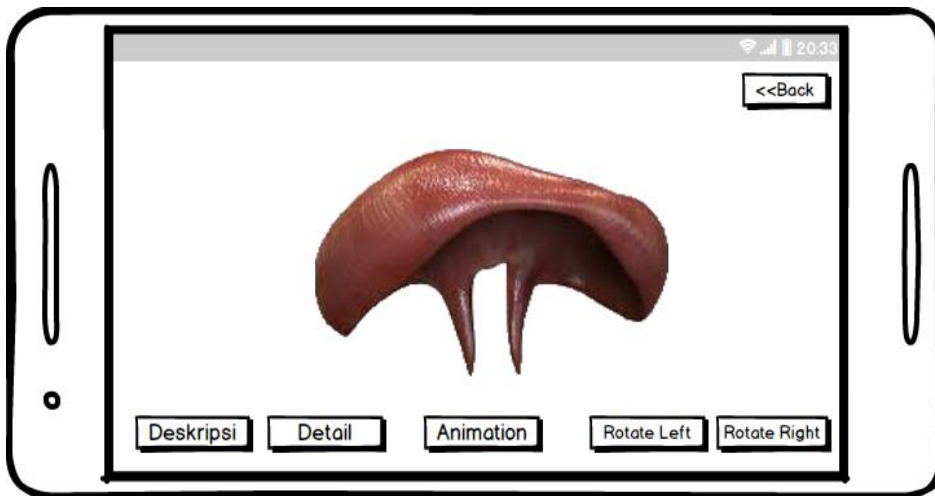 20:33
<<Back
Deskripsi
Detail
Animation
Rotate Left
Rotate Right